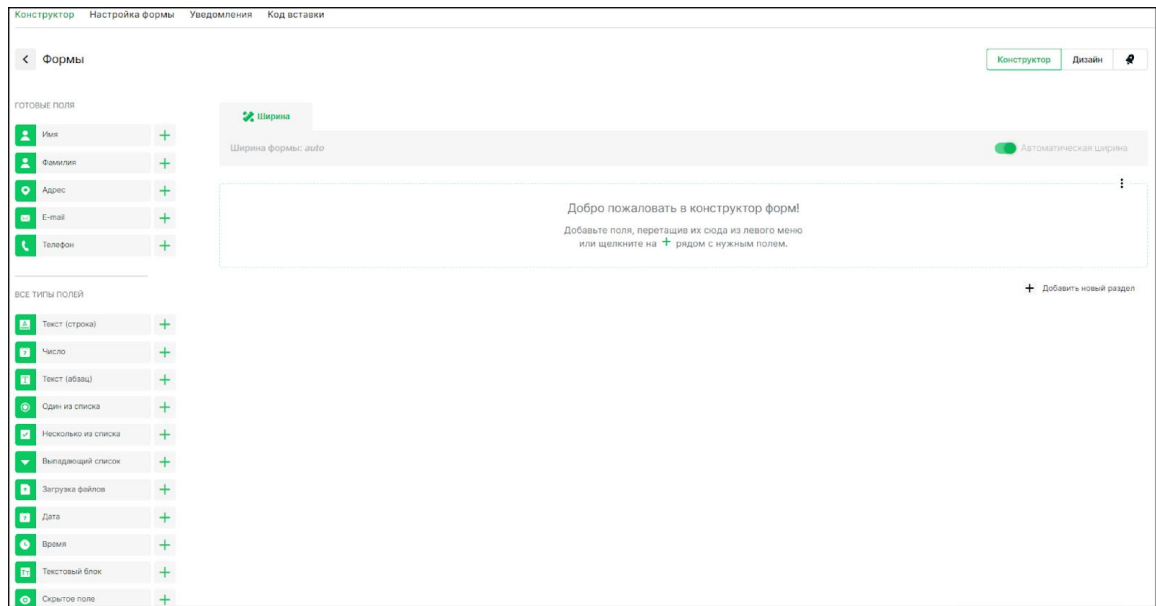 Конструктор Настройка формы Уведомления Код вставки
Формы
Конструктор Дизайн
ГОТОВЫЕ ПОЛЯ
Имя
Фамилия
Адрес
E-mail
Телефон
ВСЕ ТИПЫ ПОЛЕЙ
Текст (строка)
Число
Текст (абзац)
Один из списка
Несколько из списка
Выпадающий список
Загрузка файлов
Дата
Время
Текстовый блок
Скрытое поле
Ширина
Ширина формы: auto
Автоматическая ширина
Добро пожаловать в конструктор форм!
Добавьте поля, перетащив их сюда из левого меню
или щелкните на + рядом с нужным полем.
+ Добавить новый раздел